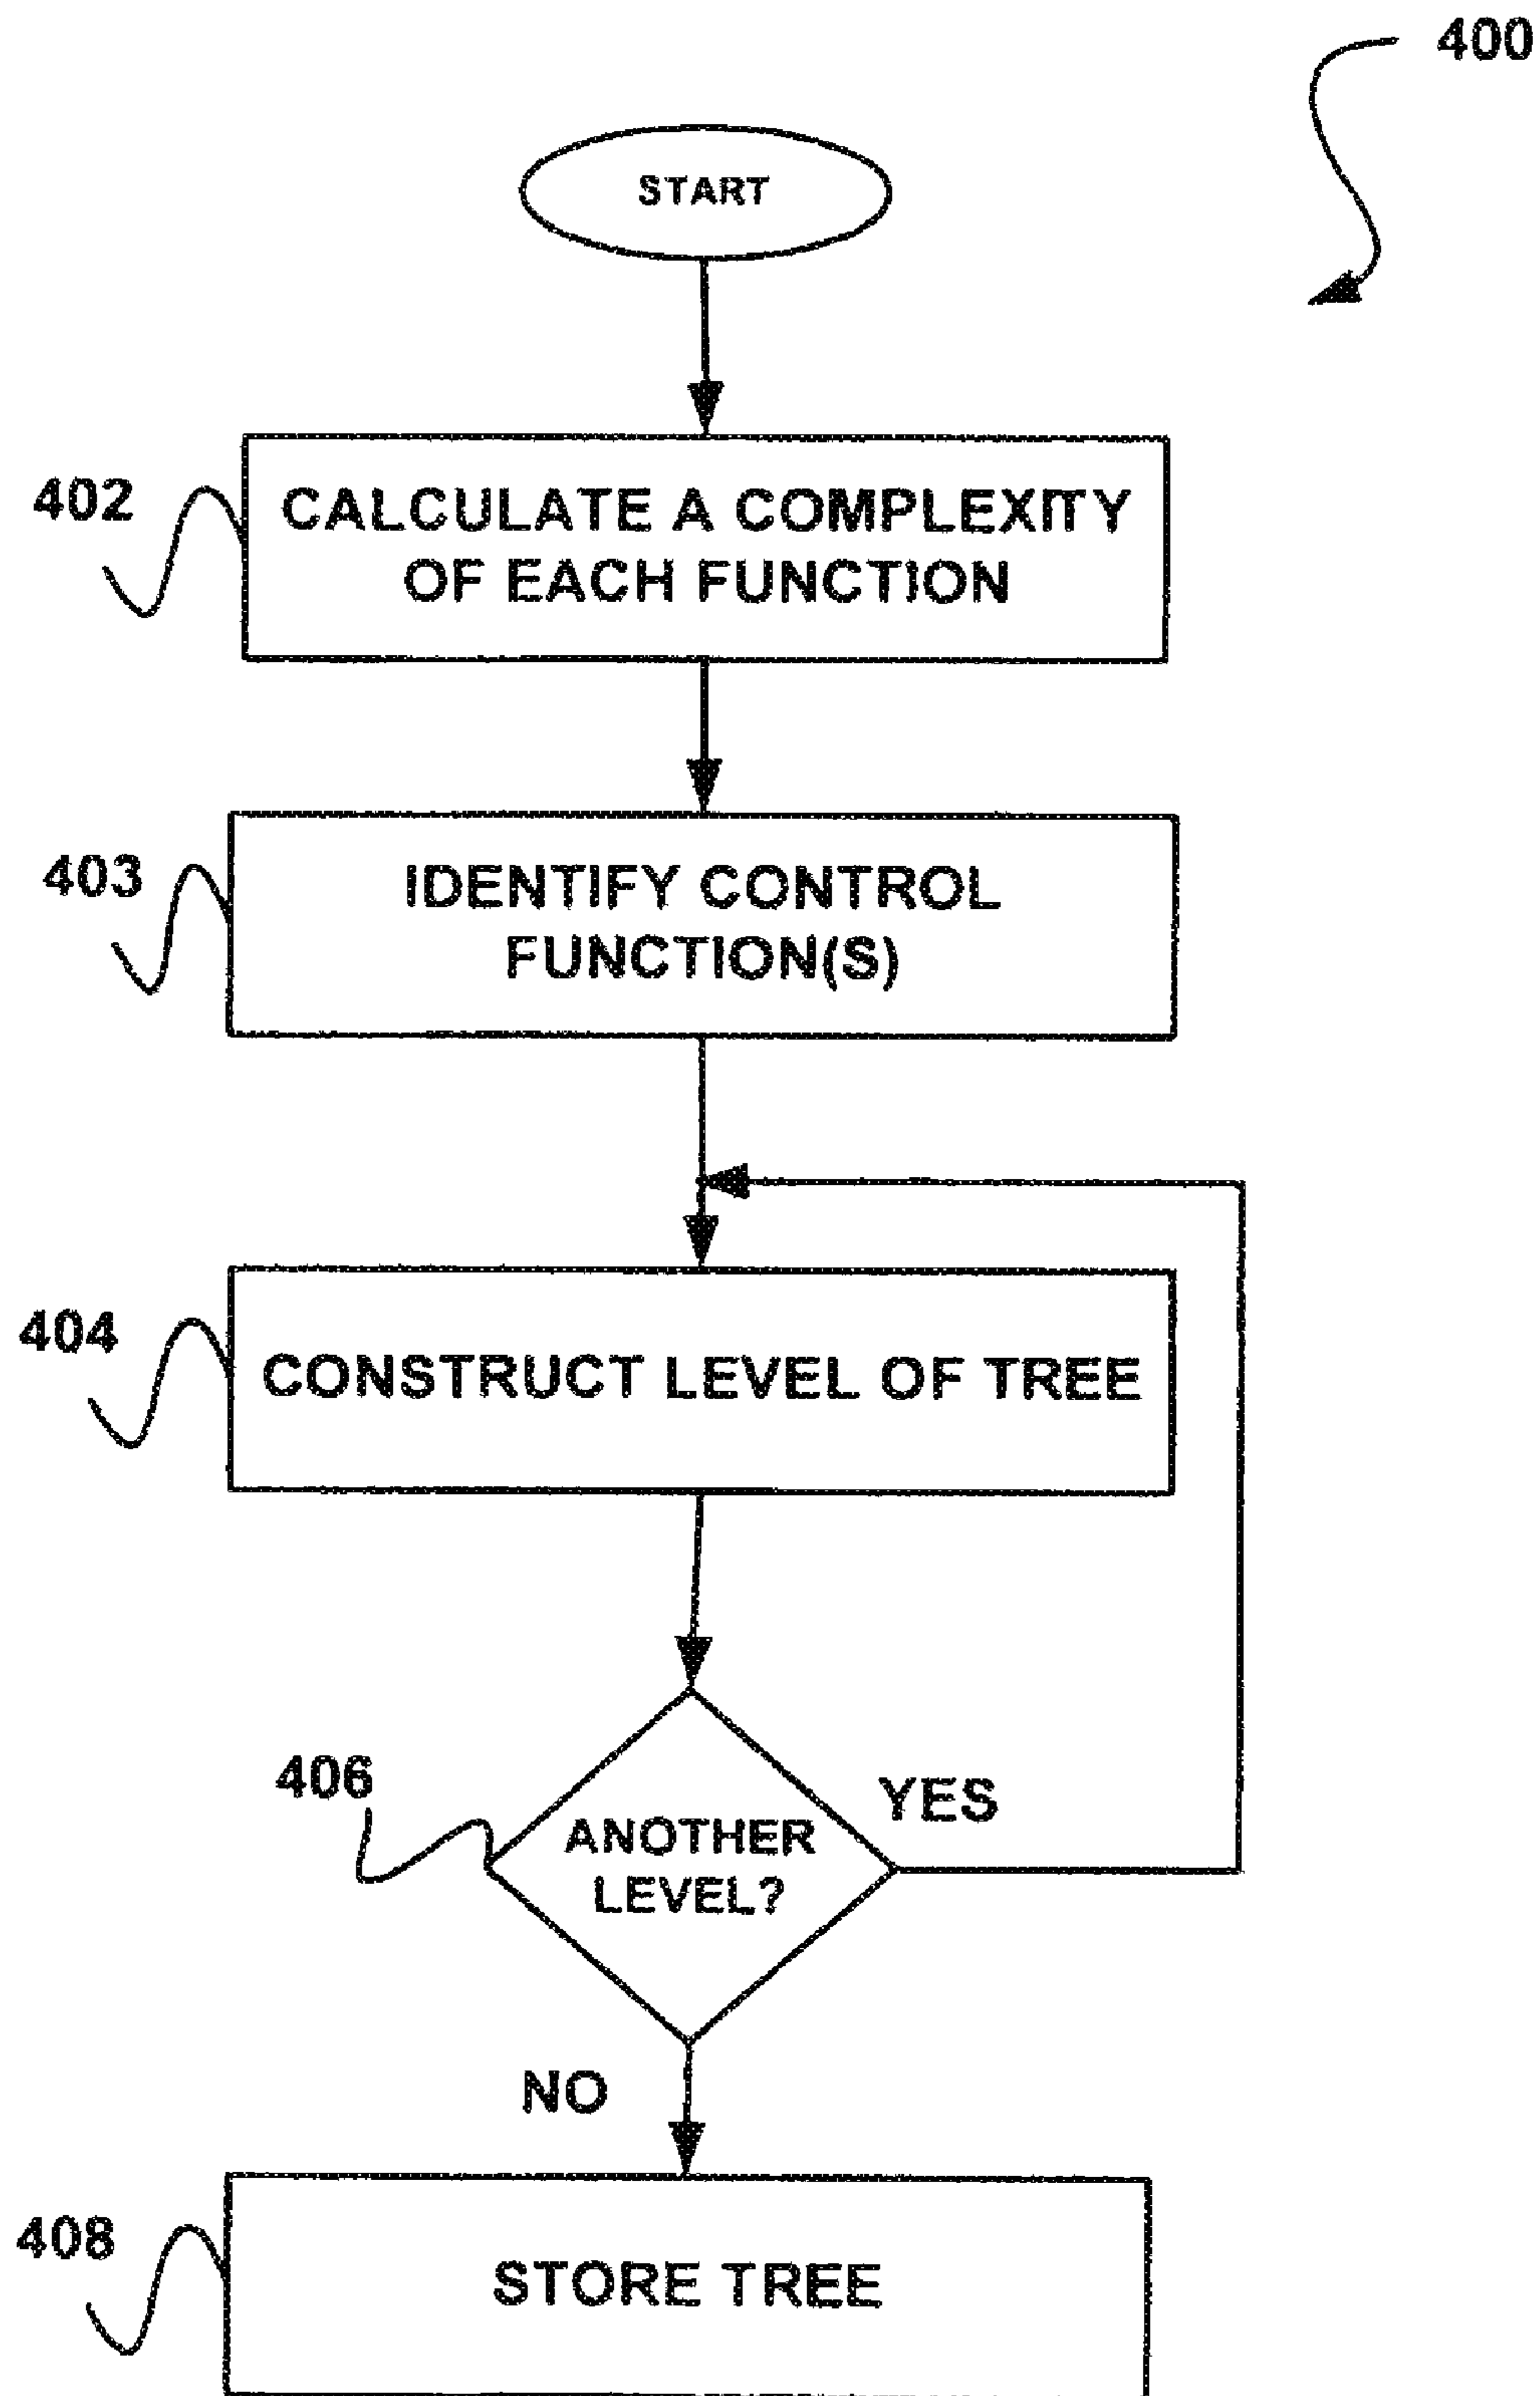 400
START
402
CALCULATE A COMPLEXITY
OF EACH FUNCTION
403
IDENTIFY CONTROL
FUNCTION(S)
404
CONSTRUCT LEVEL OF TREE
406
YES
ANOTHER
LEVEL?
NO
408
STORE TREE